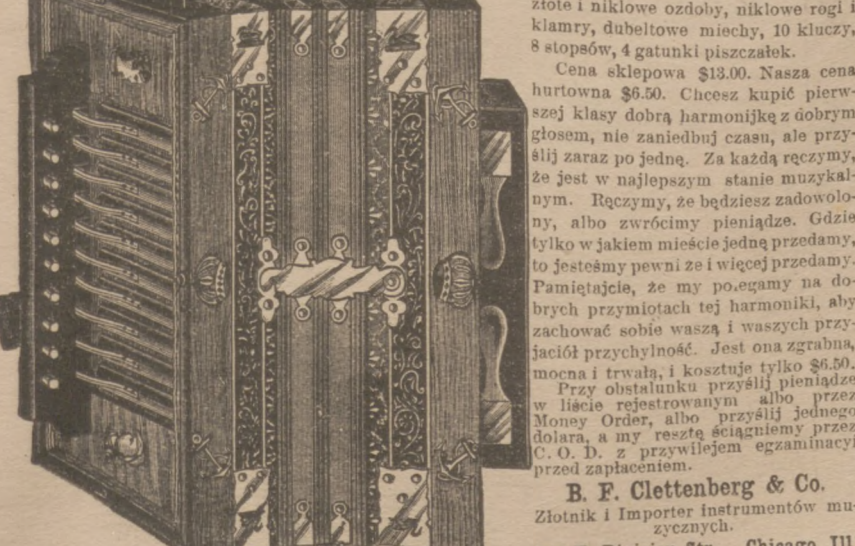 złote i niklowe ozdoby, niklowe rogi i
klamry, dubeltowe miechy, 10 kluczy,
8 stopsów, 4 gatunki piszczałek.
Cena sklepowa $13.00. Nasza cena
hurtowna $6.50. Chcesz kupić pierw-
szej klasy dobrą harmonijkę z dobrym
głosem, nie zaniedbuj czasu, ale przy-
ślij zaraz po jednę. Za każdą ręczymy,
że jest w najlepszym stanie muzykal-
nym. Ręczymy, że będziesz zadowolo-
ny, albo zwrócimy pieniądze. Gdzie
tylko w jakiem mieście jednę przedamy,
to jesteśmy pewni że i więcej przedamy.
Pamiętajcie, że my polegamy na do-
brych przymiotach tej harmoniki, aby
zachować sobie waszą i waszych przy-
jaciół przychylność. Jest ona zgrabna,
mocna i trwałą, i kosztuje tylko $6.50.
Przy obstalunku przyślij pieniądze
w liście rejestrowanym albo przez
Money Order, albo przyślij jednego
dolara, a my resztę ściągniemy przez
C. O. D. z przywilejem egzaminacyi
przed zapłaceniem.
B. F. Clettenberg & Co.
Złotnik i Importer instrumentów mu-
zycznych.
Chicago, Ill.